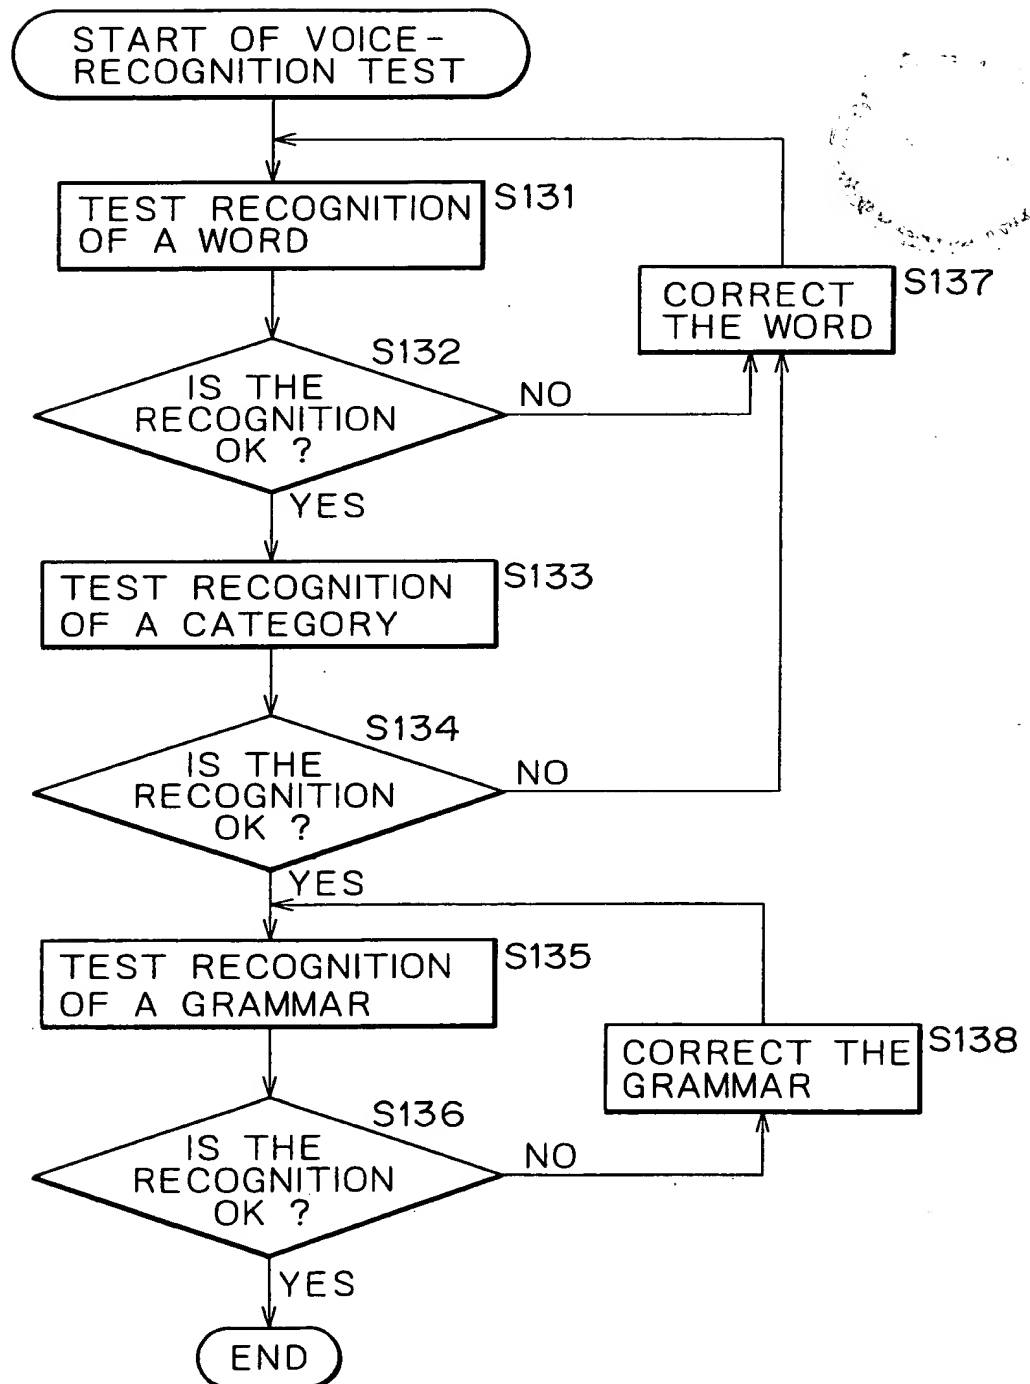 START OF VOICE-
RECOGNITION TEST
TEST RECOGNITION
OF A WORD
S131
CORRECT
THE WORD
S137
S132
IS THE
RECOGNITION
OK ?
NO
YES
TEST RECOGNITION
OF A CATEGORY
S133
S134
IS THE
RECOGNITION
OK ?
NO
YES
TEST RECOGNITION
OF A GRAMMAR
S135
CORRECT THE
GRAMMAR
S138
S136
IS THE
RECOGNITION
OK ?
NO
YES
END